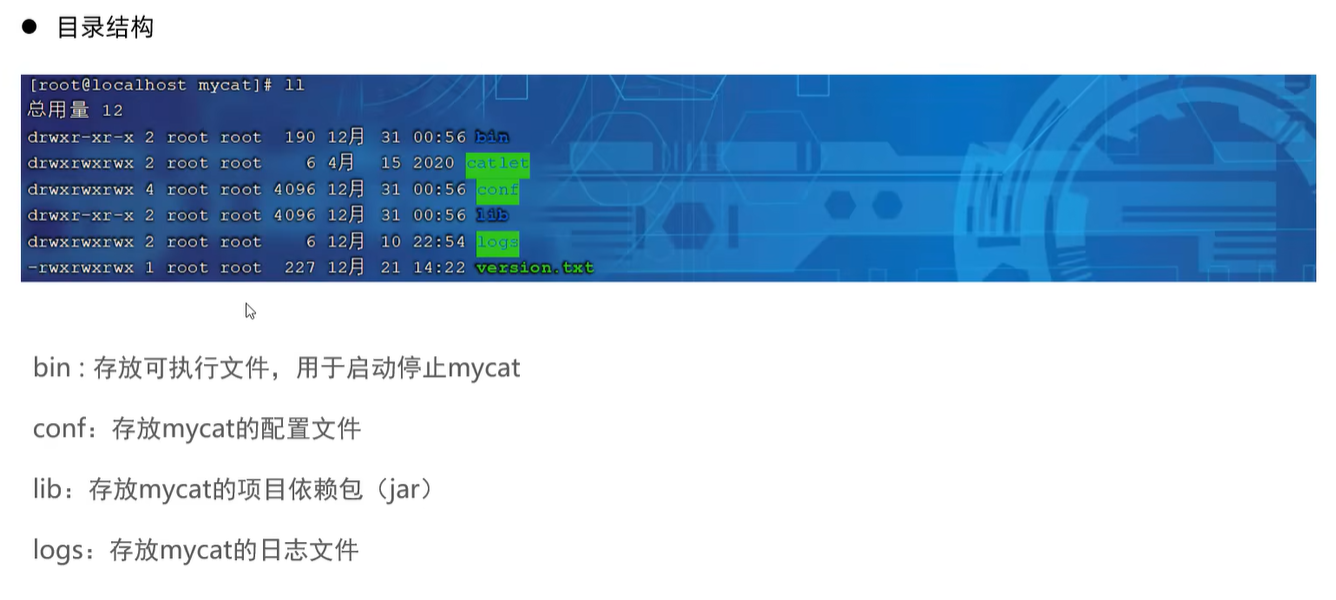 ● 目录结构
[root@localhost mycat]# ll
总用量 12
drwxr-xr-x 2 root root  190 12月  31 00:56 bin
drwxrwxrwx 2 root root    6 4月   15 2020 catlet
drwxrwxrwx 4 root root 4096 12月  31 00:56 conf
drwxr-xr-x 2 root root 4096 12月  31 00:56 lib
drwxrwxrwx 2 root root    6 12月  10 22:54 logs
-rwxrwxrwx 1 root root  227 12月  21 14:22 version.txt
bin : 存放可执行文件，用于启动停止mycat
conf：存放mycat的配置文件
lib：存放mycat的项目依赖包（jar）
logs：存放mycat的日志文件